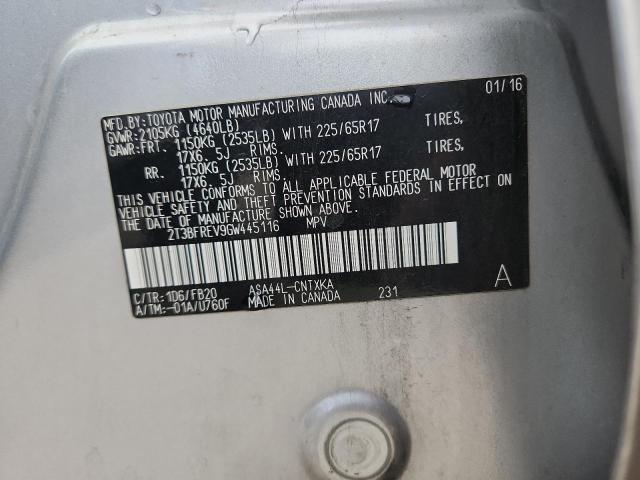 MFD.BY:TOYOTA MOTOR MANUFACTURING CANADA INC. 01/16
GVWR:2105KG (4640LB)
GAWR:FRT. 1150KG (2535LB) WITH 225/65R17 TIRES,
17X6. 5J RIMS.
RR. 1150KG (2535LB) WITH 225/65R17 TIRES,
17X6. 5J RIMS.
THIS VEHICLE CONFORMS TO ALL APPLICABLE FEDERAL MOTOR
VEHICLE SAFETY AND THEFT PREVENTION STANDARDS IN EFFECT ON
THE DATE OF MANUFACTURE SHOWN ABOVE.
2T3BFREV9GW445116 MPV
C/TR:1D6/FB20 ASA44L-CNTXKA A
A/TM:-01A/U760F MADE IN CANADA 231